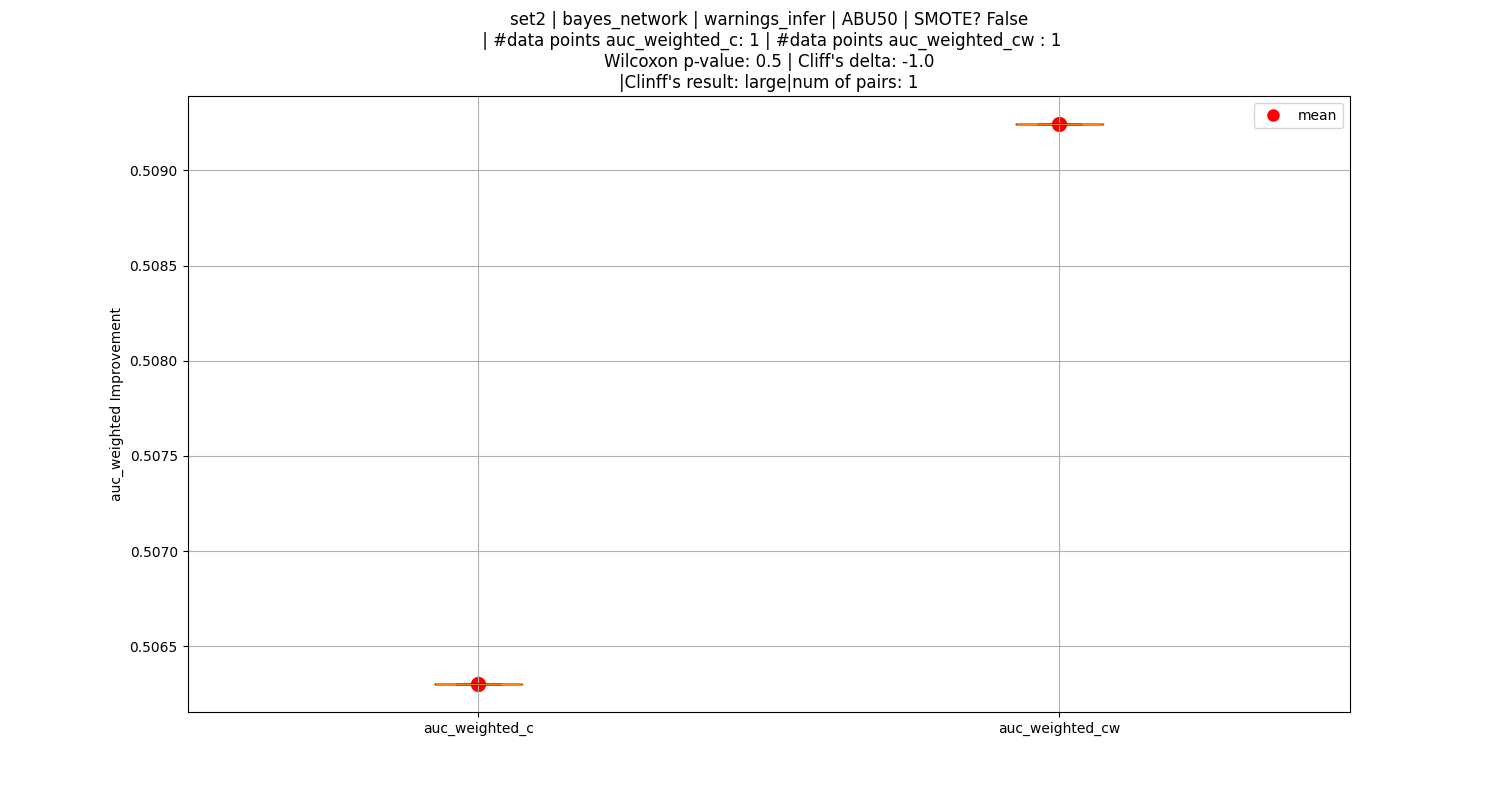 set2 | bayes_network | warnings_infer | ABU50 | SMOTE? False
| #data points auc_weighted_c: 1 | #data points auc_weighted_cw : 1
Wilcoxon p-value: 0.5 | Cliff's delta: -1.0
|Clinff's result: large|num of pairs: 1
mean
0.5090
0.5085
0.5080
0.5075
0.5070
0.5065
auc_weighted Improvement
auc_weighted_c
auc_weighted_cw